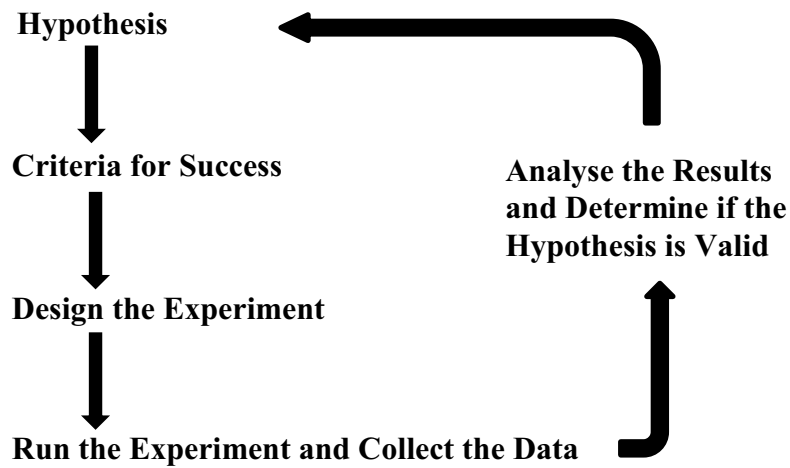 Hypothesis
Criteria for Success
Design the Experiment
Run the Experiment and Collect the Data
Analyse the Results
and Determine if the
Hypothesis is Valid